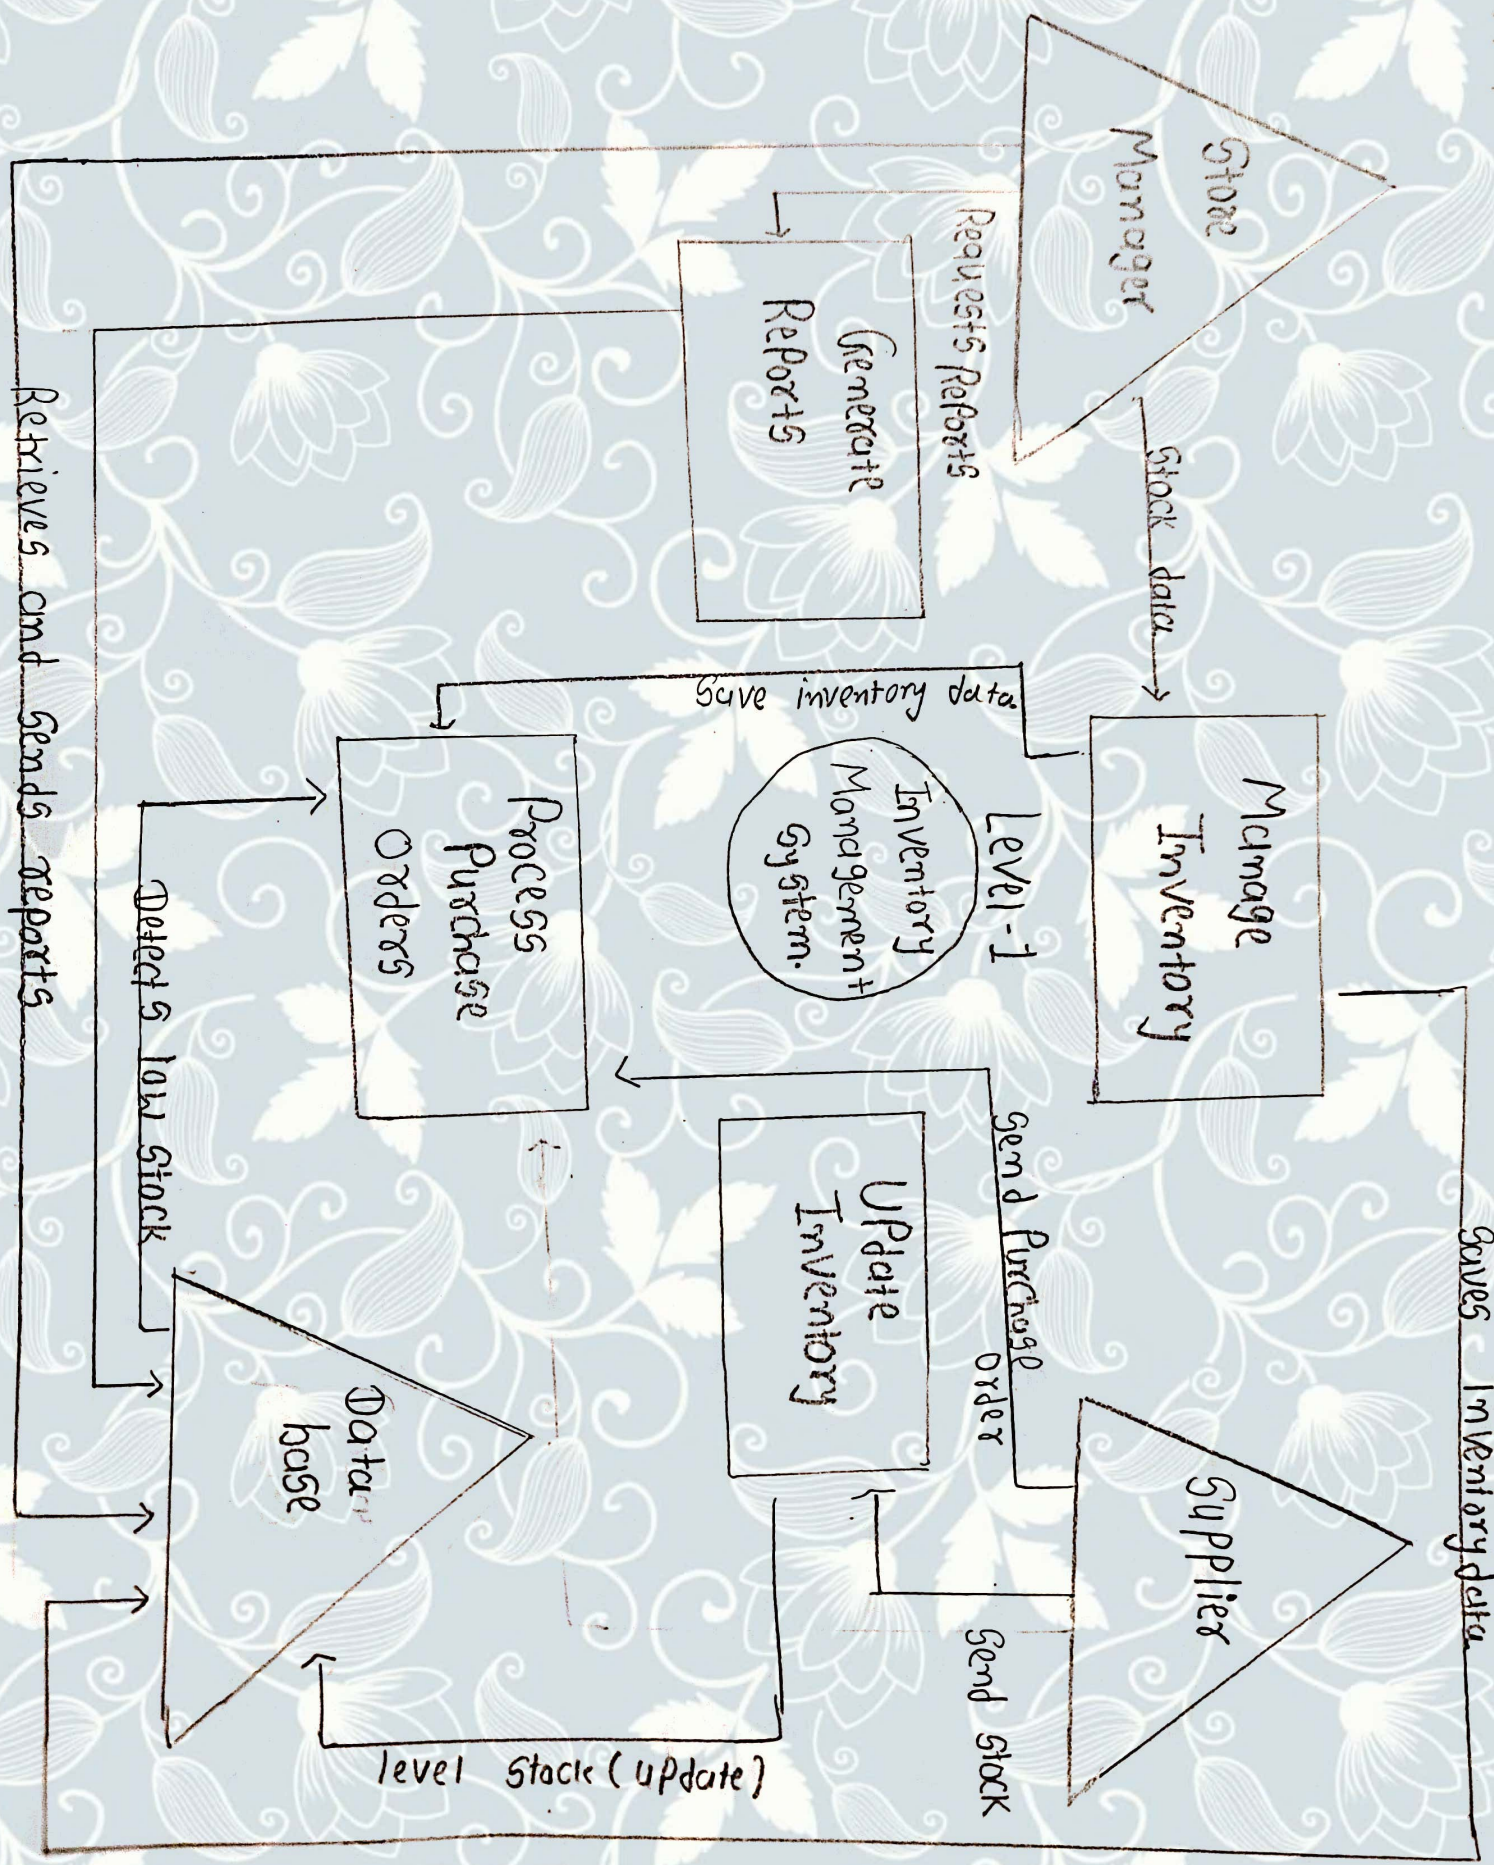 Store
Manager
Stock data
Manage
Inventory
Saves Inventory data
Supplier
Requests Reports
Generate
Reports
Save inventory data
Level-1
Inventory
Management
System.
Send Purchase
order
Update
Inventory
Send Stock
Process
Purchase
Orders
Data
base
level Stock (update)
Detects low Stock
Retrieves and Sends reports